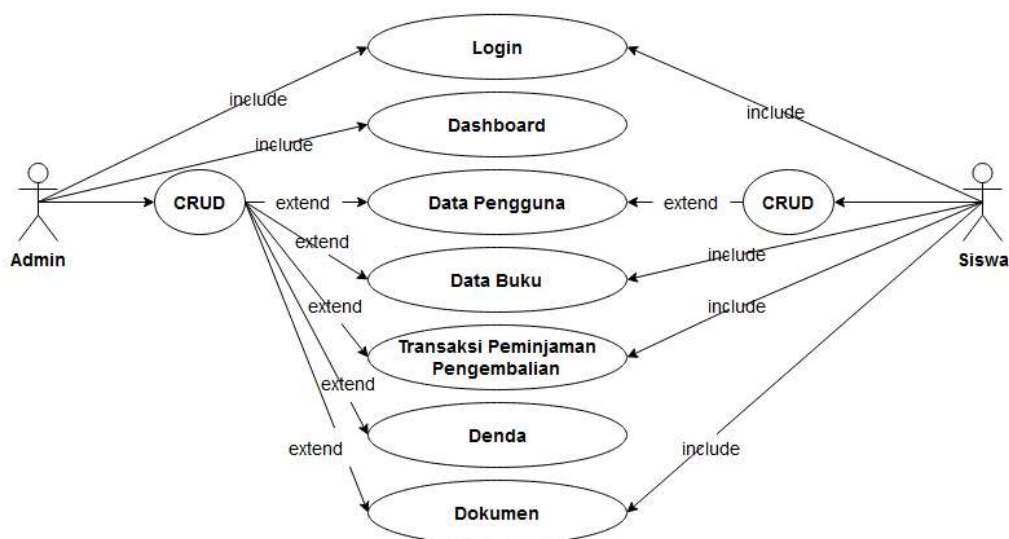 Login
include
include
Dashboard
include
include
CRUD
extend
Data Pengguna
extend
CRUD
Admin
Siswa
extend
Data Buku
include
extend
Transaksi Peminjaman
Pengembalian
include
extend
Denda
extend
include
Dokumen